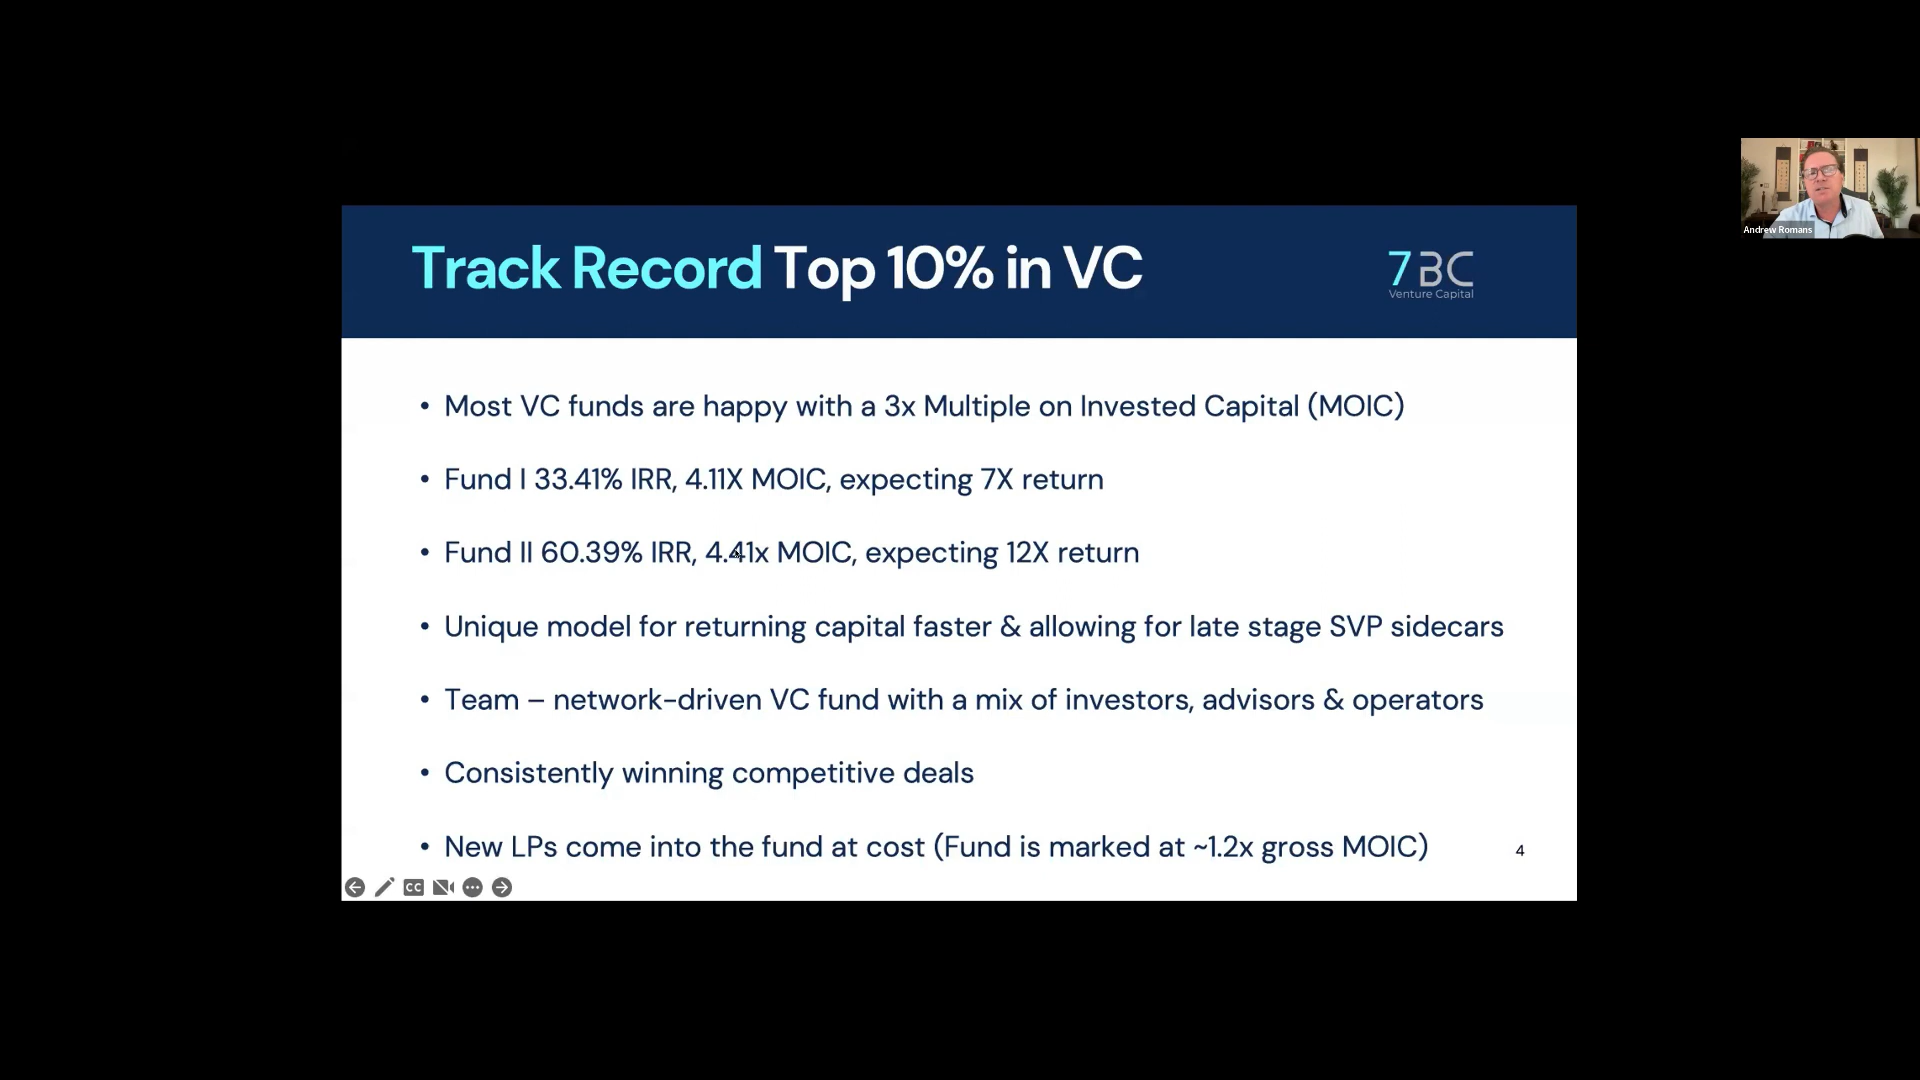 Track Record Top 10% in VC
7BC
Venture Capital
Andrew Romans
• Most VC funds are happy with a 3x Multiple on Invested Capital (MOIC)
• Fund I 33.41% IRR, 4.11X MOIC, expecting 7X return
• Fund II 60.39% IRR, 4.41x MOIC, expecting 12X return
• Unique model for returning capital faster & allowing for late stage SVP sidecars
• Team – network-driven VC fund with a mix of investors, advisors & operators
• Consistently winning competitive deals
• New LPs come into the fund at cost (Fund is marked at ~1.2x gross MOIC)
4
CC